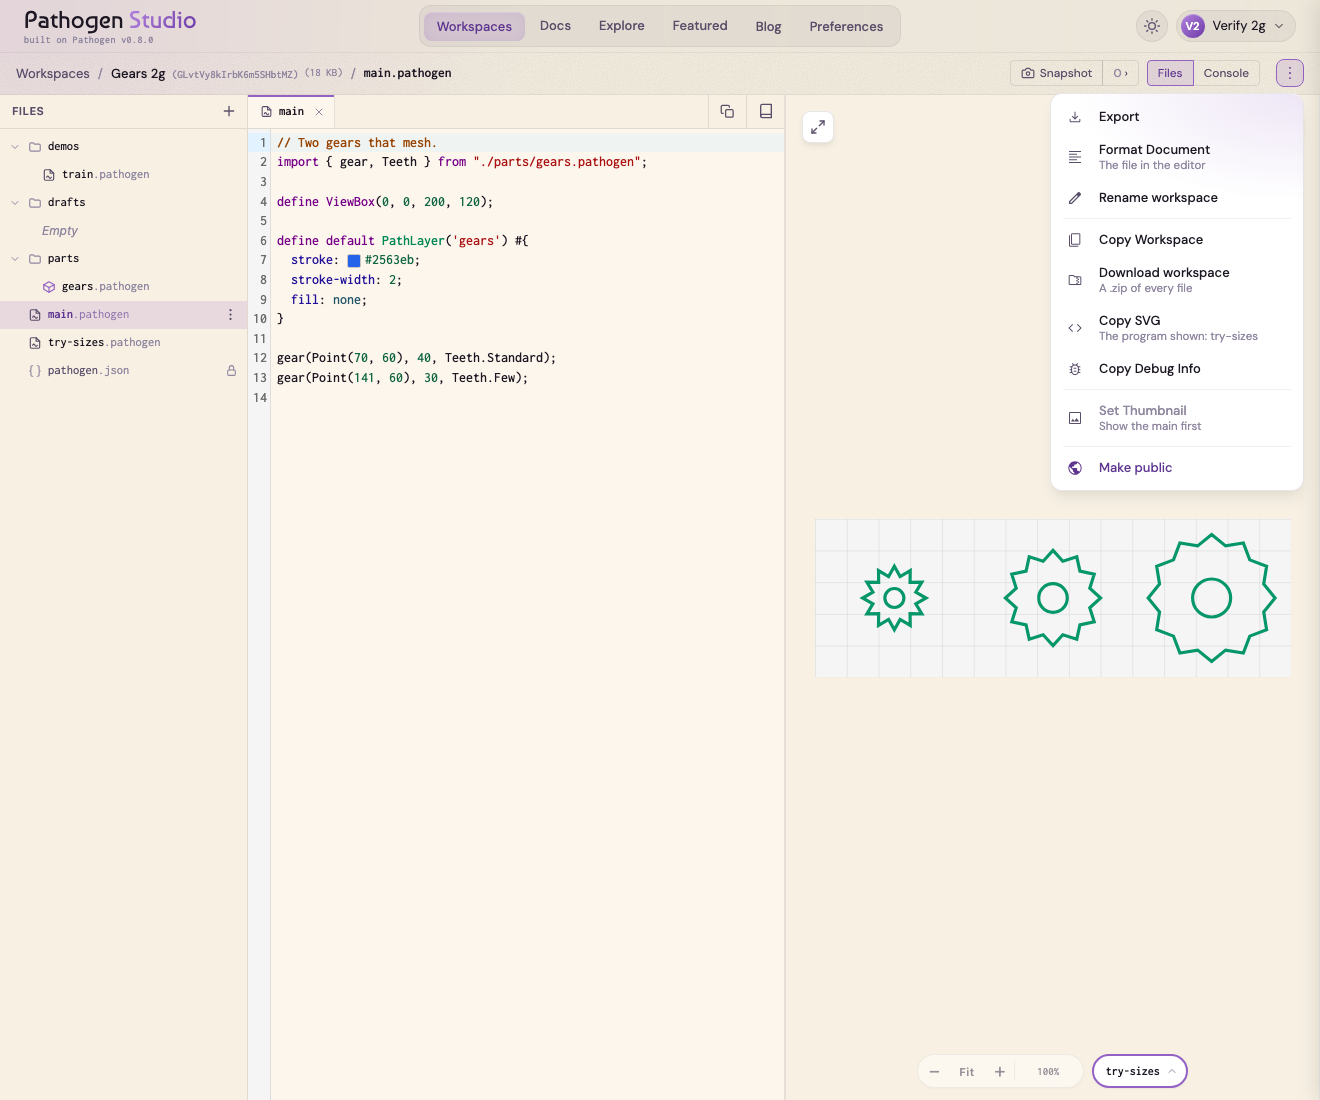 Pathogen Studio
built on Pathogen v0.8.0
Workspaces
Docs
Explore
Featured
Blog
Preferences
V2
Verify 2g
Workspaces / Gears 2g (GLvtVy8kIrbK6m5SHbtMZ) (18 KB) / main.pathogen
Snapshot
0 ›
Files
Console
FILES
demos
train.pathogen
drafts
Empty
parts
gears.pathogen
main.pathogen
try-sizes.pathogen
{ } pathogen.json
main
1 // Two gears that mesh.
2 import { gear, Teeth } from "./parts/gears.pathogen";
3
4 define ViewBox(0, 0, 200, 120);
5
6 define default PathLayer('gears') #{
7 stroke: #2563eb;
8 stroke-width: 2;
9 fill: none;
10 }
11
12 gear(Point(70, 60), 40, Teeth.Standard);
13 gear(Point(141, 60), 30, Teeth.Few);
14
Export
Format Document
The file in the editor
Rename workspace
Copy Workspace
Download workspace
A .zip of every file
Copy SVG
The program shown: try-sizes
Copy Debug Info
Set Thumbnail
Show the main first
Make public
Fit
100%
try-sizes